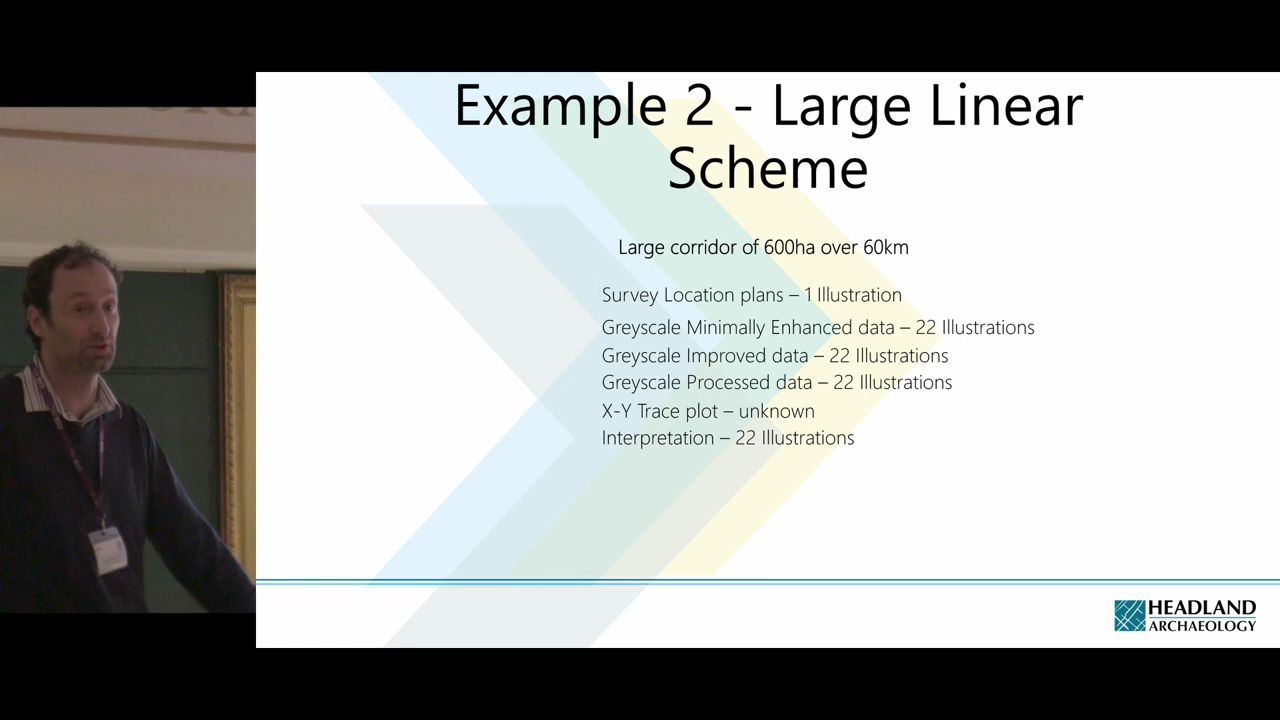 Example 2 - Large Linear
Scheme
Large corridor of 600ha over 60km
Survey Location plans – 1 Illustration
Greyscale Minimally Enhanced data – 22 Illustrations
Greyscale Improved data – 22 Illustrations
Greyscale Processed data – 22 Illustrations
X-Y Trace plot – unknown
Interpretation – 22 Illustrations
HEADLAND
ARCHAEOLOGY